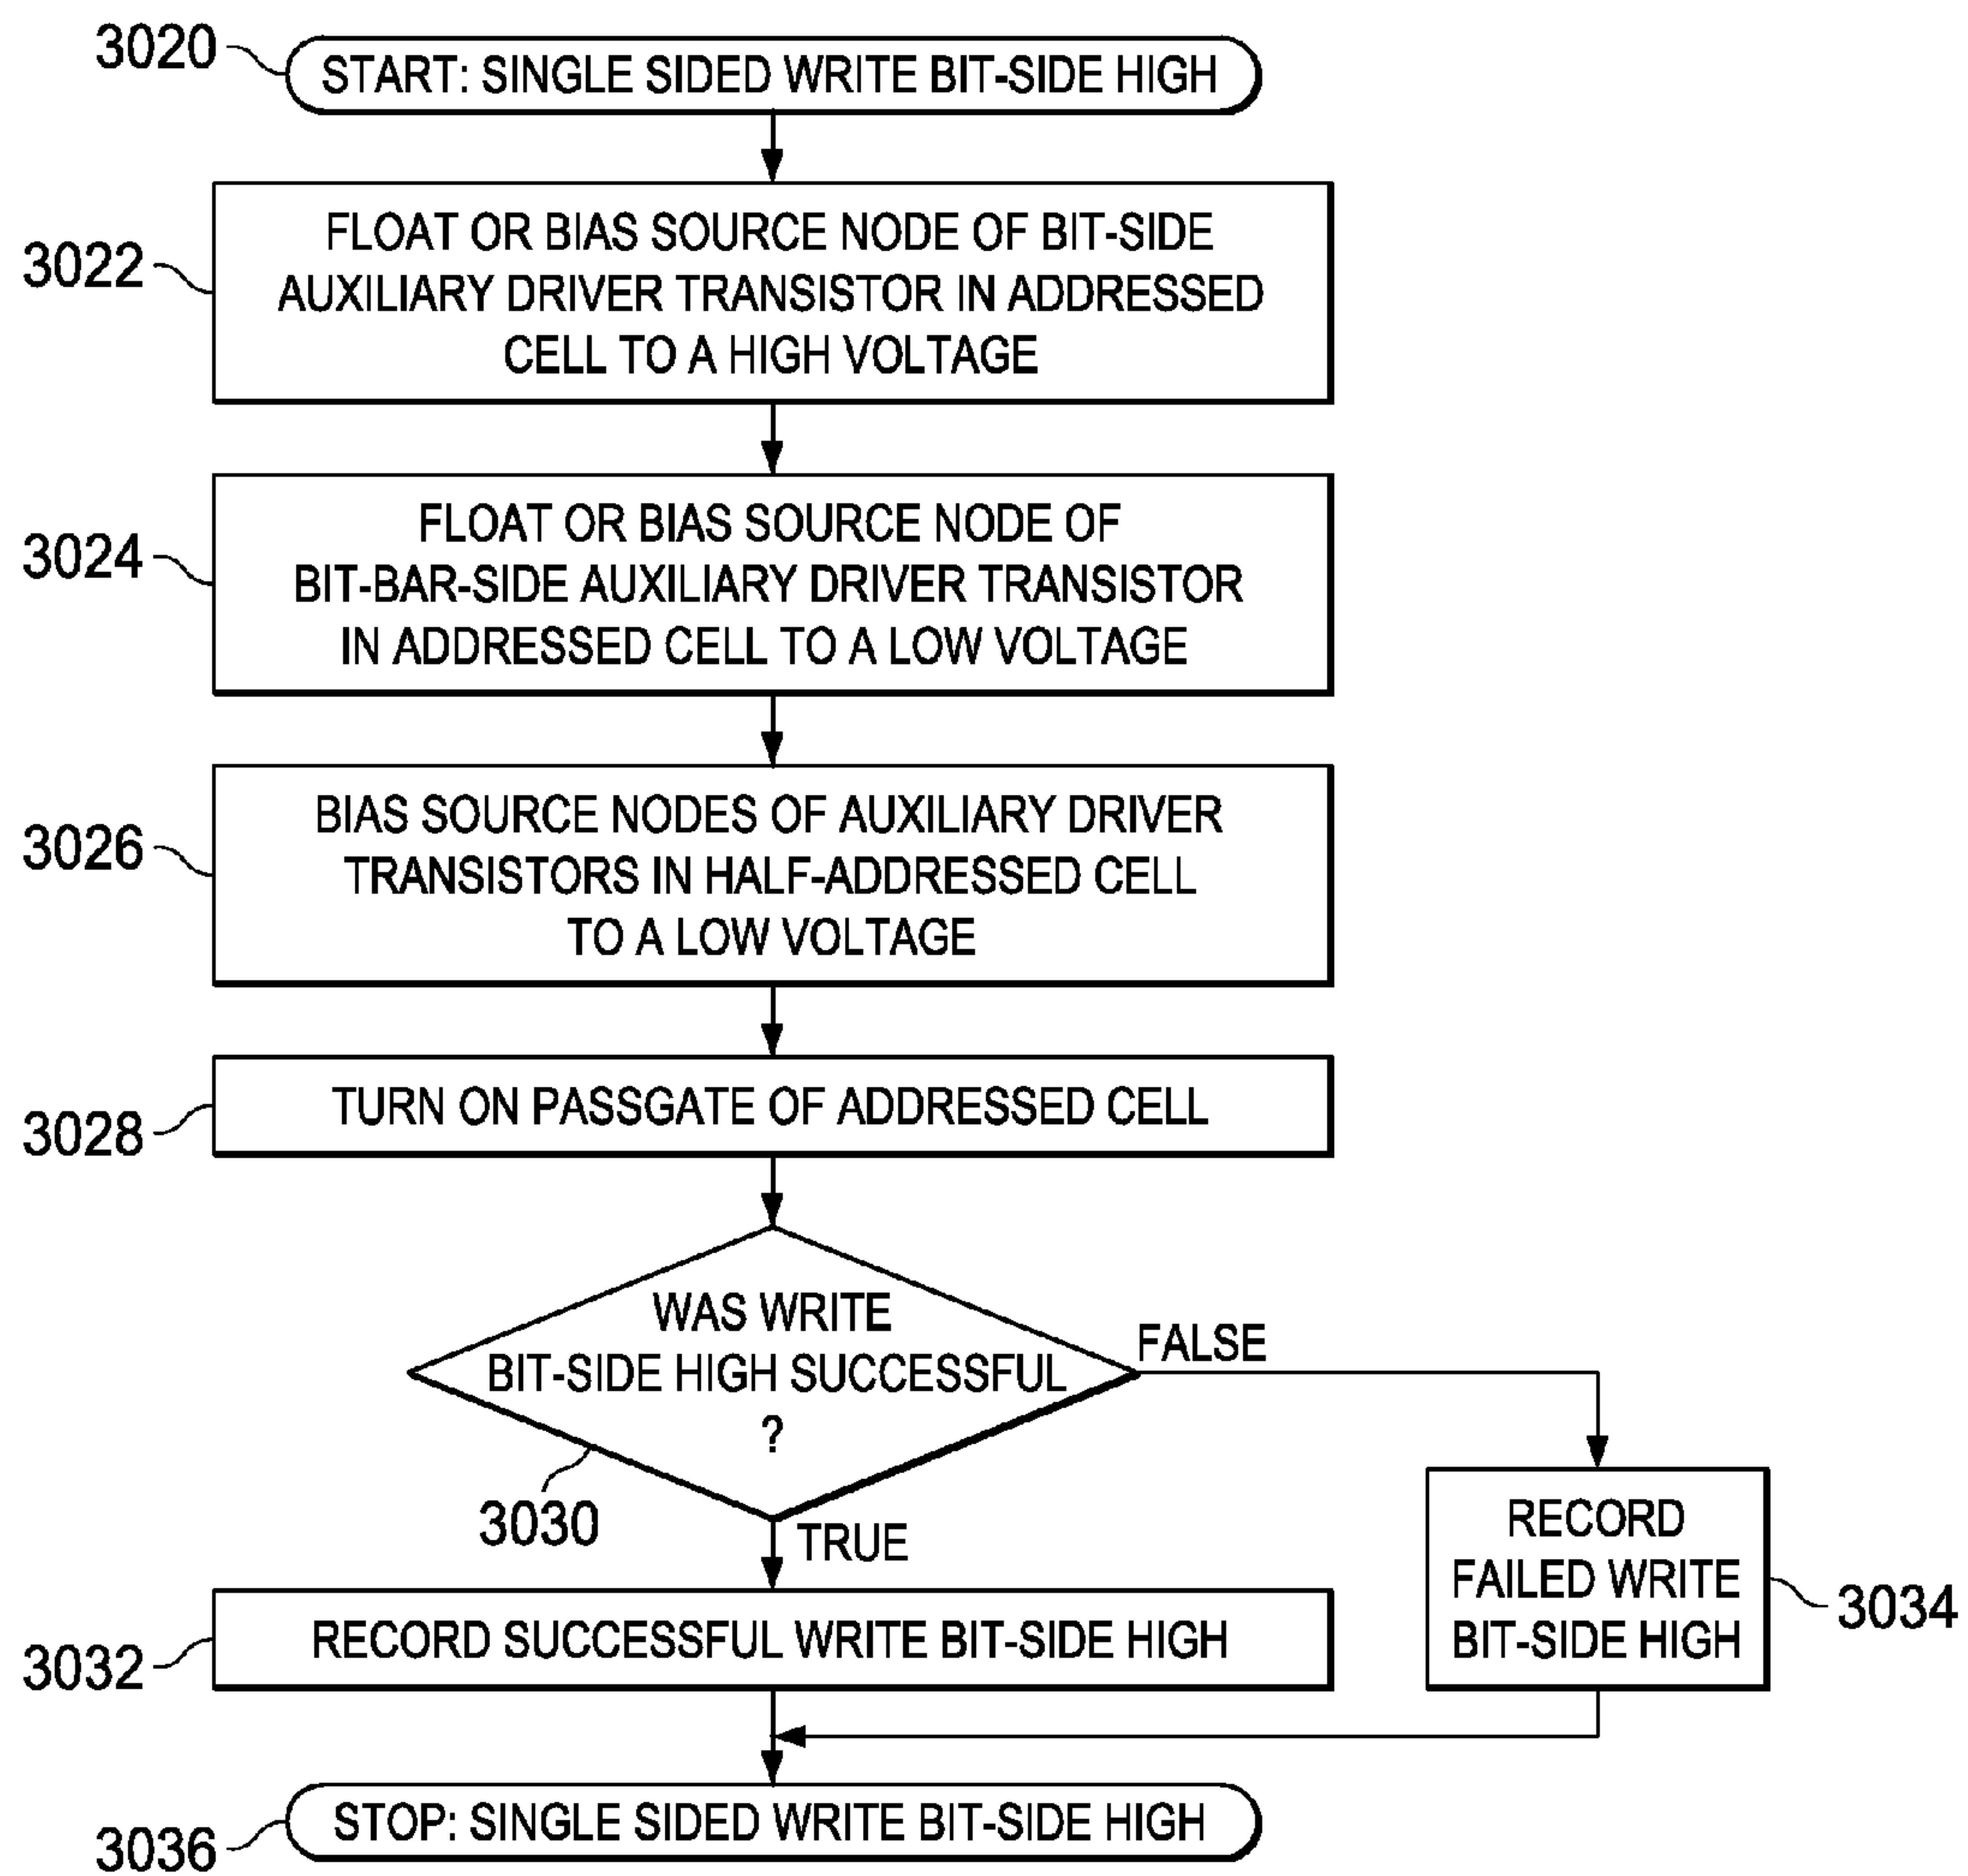 3020
START: SINGLE SIDED WRITE BIT-SIDE HIGH
3022
FLOAT OR BIAS SOURCE NODE OF BIT-SIDE
AUXILIARY DRIVER TRANSISTOR IN ADDRESSED
CELL TO A HIGH VOLTAGE
3024
FLOAT OR BIAS SOURCE NODE OF
BIT-BAR-SIDE AUXILIARY DRIVER TRANSISTOR
IN ADDRESSED CELL TO A LOW VOLTAGE
3026
BIAS SOURCE NODES OF AUXILIARY DRIVER
TRANSISTORS IN HALF-ADDRESSED CELL
TO A LOW VOLTAGE
3028
TURN ON PASSGATE OF ADDRESSED CELL
WAS WRITE
BIT-SIDE HIGH SUCCESSFUL
?
3030
FALSE
TRUE
RECORD
FAILED WRITE
BIT-SIDE HIGH
3034
3032
RECORD SUCCESSFUL WRITE BIT-SIDE HIGH
3036
STOP: SINGLE SIDED WRITE BIT-SIDE HIGH